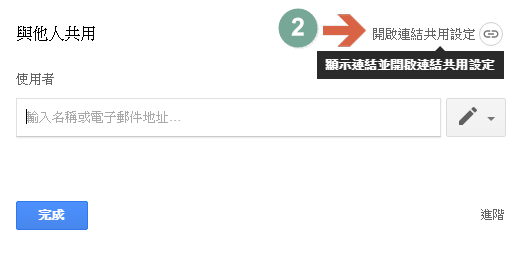 與他人共用
2
開啟連結共用設定
顯示連結並開啟連結共用設定
使用者
輸入名稱或電子郵件地址…
完成
進階